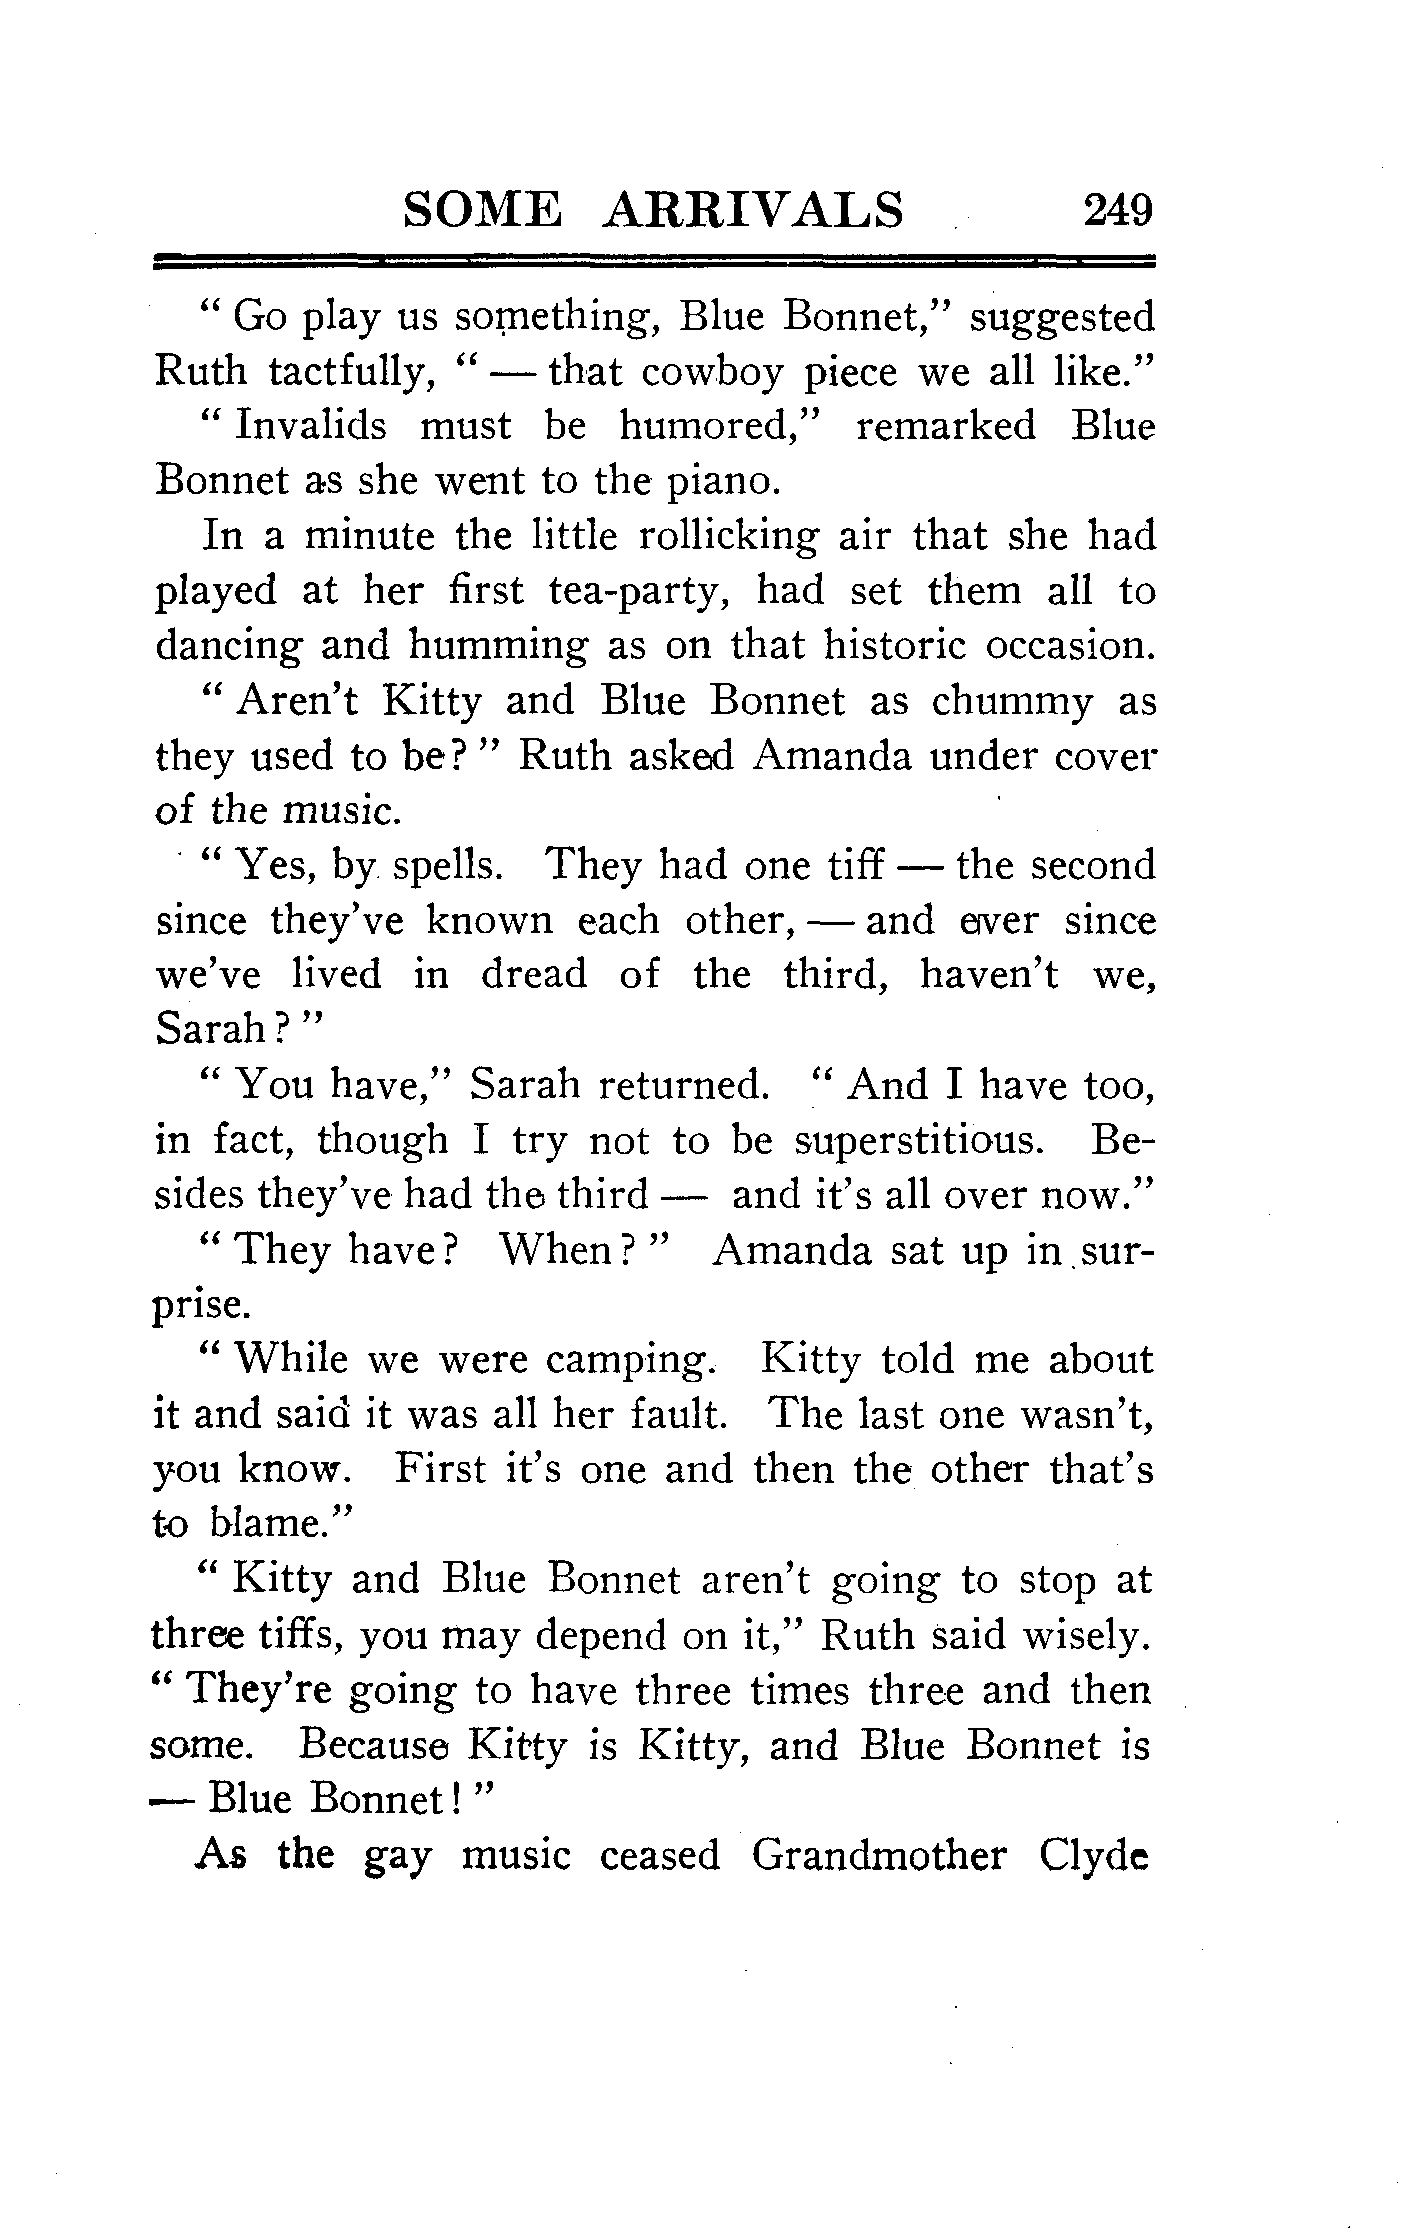 SOME ARRIVALS 249
" Go play us something, Blue Bonnet," suggested
Ruth tactfully, " — that cowboy piece we all like."
" Invalids must be humored," remarked Blue
Bonnet as she went to the piano.
In a minute the little rollicking air that she had
played at her first tea-party, had set them all to
dancing and humming as on that historic occasion.
" Aren't Kitty and Blue Bonnet as chummy as
they used to be? " Ruth asked Amanda under cover
of the music.
" Yes, by spells. They had one tiff — the second
since they've known each other, — and ever since
we've lived in dread of the third, haven't we,
Sarah? "
" You have," Sarah returned. " And I have too,
in fact, though I try not to be superstitious. Be-
sides they've had the third — and it's all over now."
" They have? When? " Amanda sat up in sur-
prise.
" While we were camping. Kitty told me about
it and said it was all her fault. The last one wasn't,
you know. First it's one and then the other that's
to blame."
" Kitty and Blue Bonnet aren't going to stop at
three tiffs, you may depend on it," Ruth said wisely.
" They're going to have three times three and then
some. Because Kitty is Kitty, and Blue Bonnet is
— Blue Bonnet! "
As the gay music ceased Grandmother Clyde